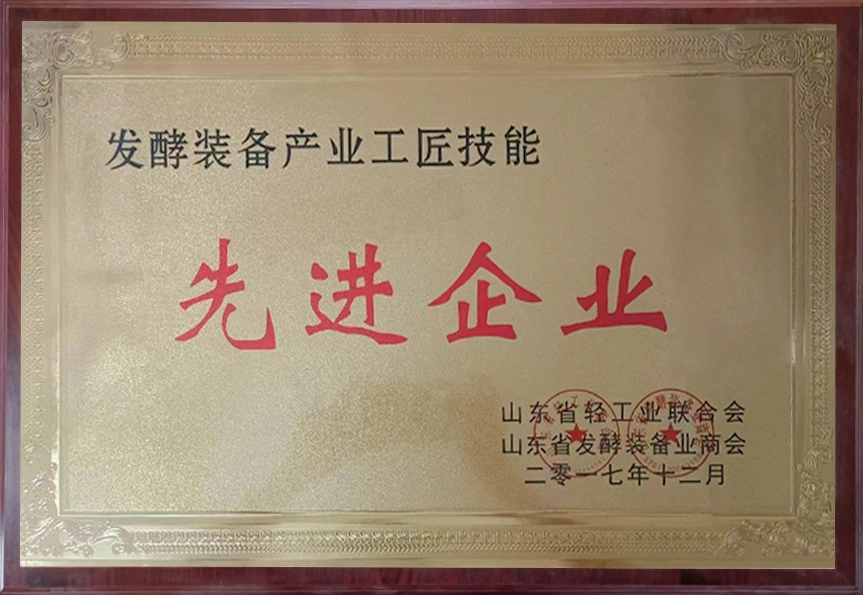 发酵装备产业工匠技能
先进企业
山东省轻工业联合会
山东省发酵装备业商会
二零一七年十二月